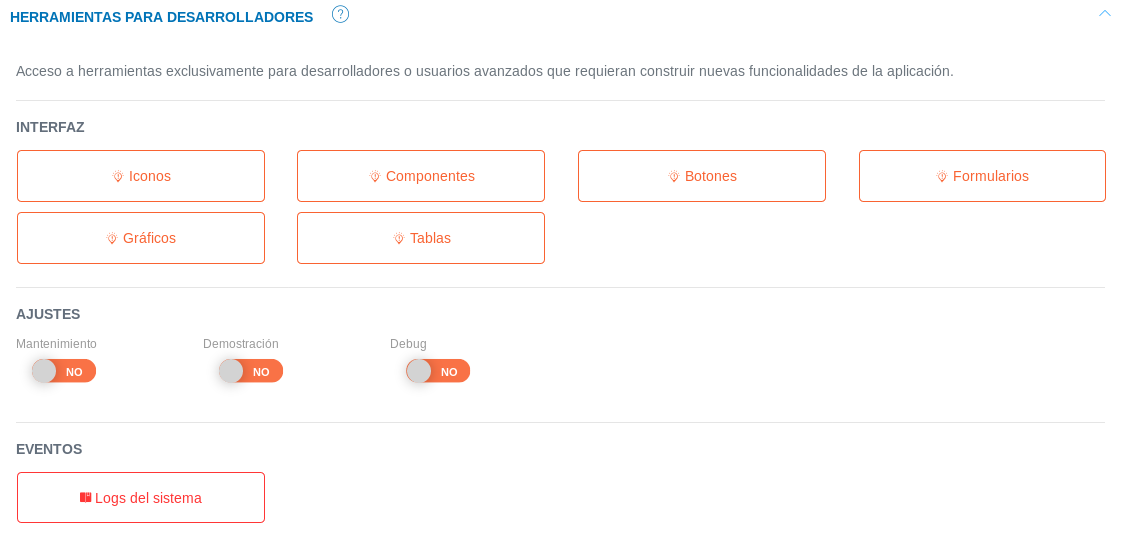 HERRAMIENTAS PARA DESARROLLADORES ?
Acceso a herramientas exclusivamente para desarrolladores o usuarios avanzados que requieran construir nuevas funcionalidades de la aplicación.
INTERFAZ
Iconos Componentes Botones Formularios
Gráficos Tablas
AJUSTES
Mantenimiento Demostración Debug
NO NO NO
EVENTOS
Logs del sistema